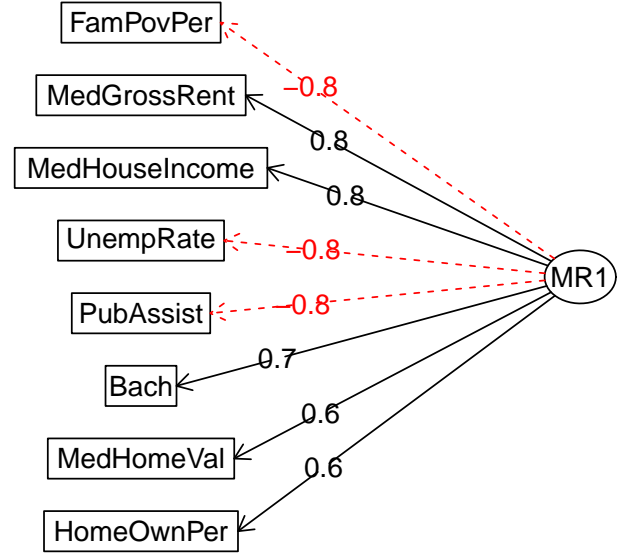 FamPovPer
−0.8
MedGrossRent
0.8
MedHouseIncome
0.8
UnempRate
−0.8
MR1
PubAssist
−0.8
Bach
0.7
MedHomeVal
0.6
HomeOwnPer
0.6